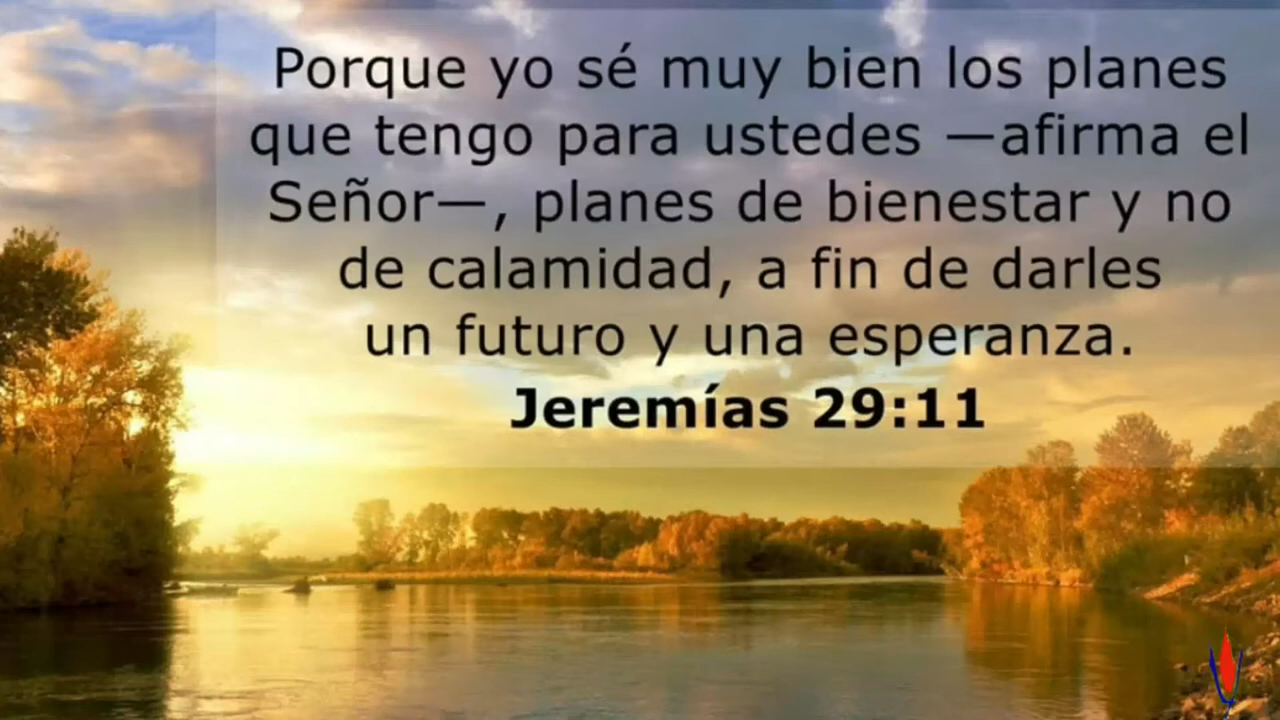 Porque yo sé muy bien los planes
que tengo para ustedes —afirma el
Señor—, planes de bienestar y no
de calamidad, a fin de darles
un futuro y una esperanza.
Jeremías 29:11